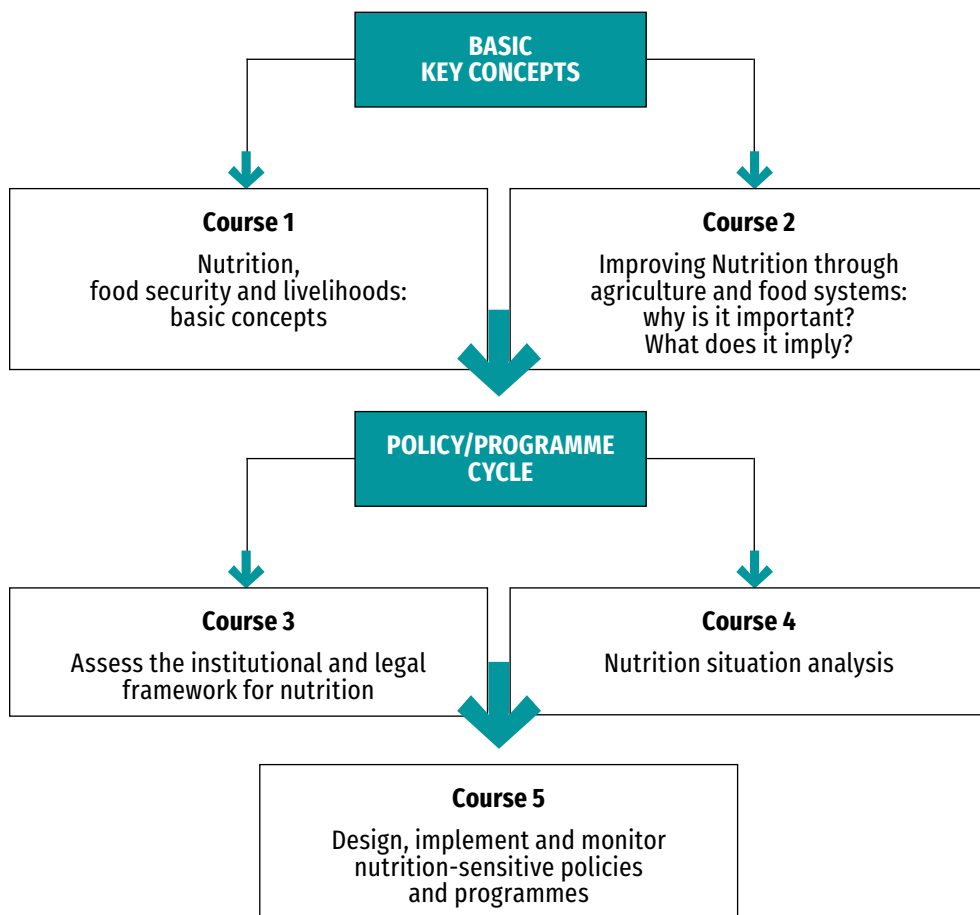 BASIC
KEY CONCEPTS
Course 1
Nutrition,
food security and livelihoods:
basic concepts
Course 2
Improving Nutrition through
agriculture and food systems:
why is it important?
What does it imply?
POLICY/PROGRAMME
CYCLE
Course 3
Assess the institutional and legal
framework for nutrition
Course 4
Nutrition situation analysis
Course 5
Design, implement and monitor
nutrition-sensitive policies
and programmes